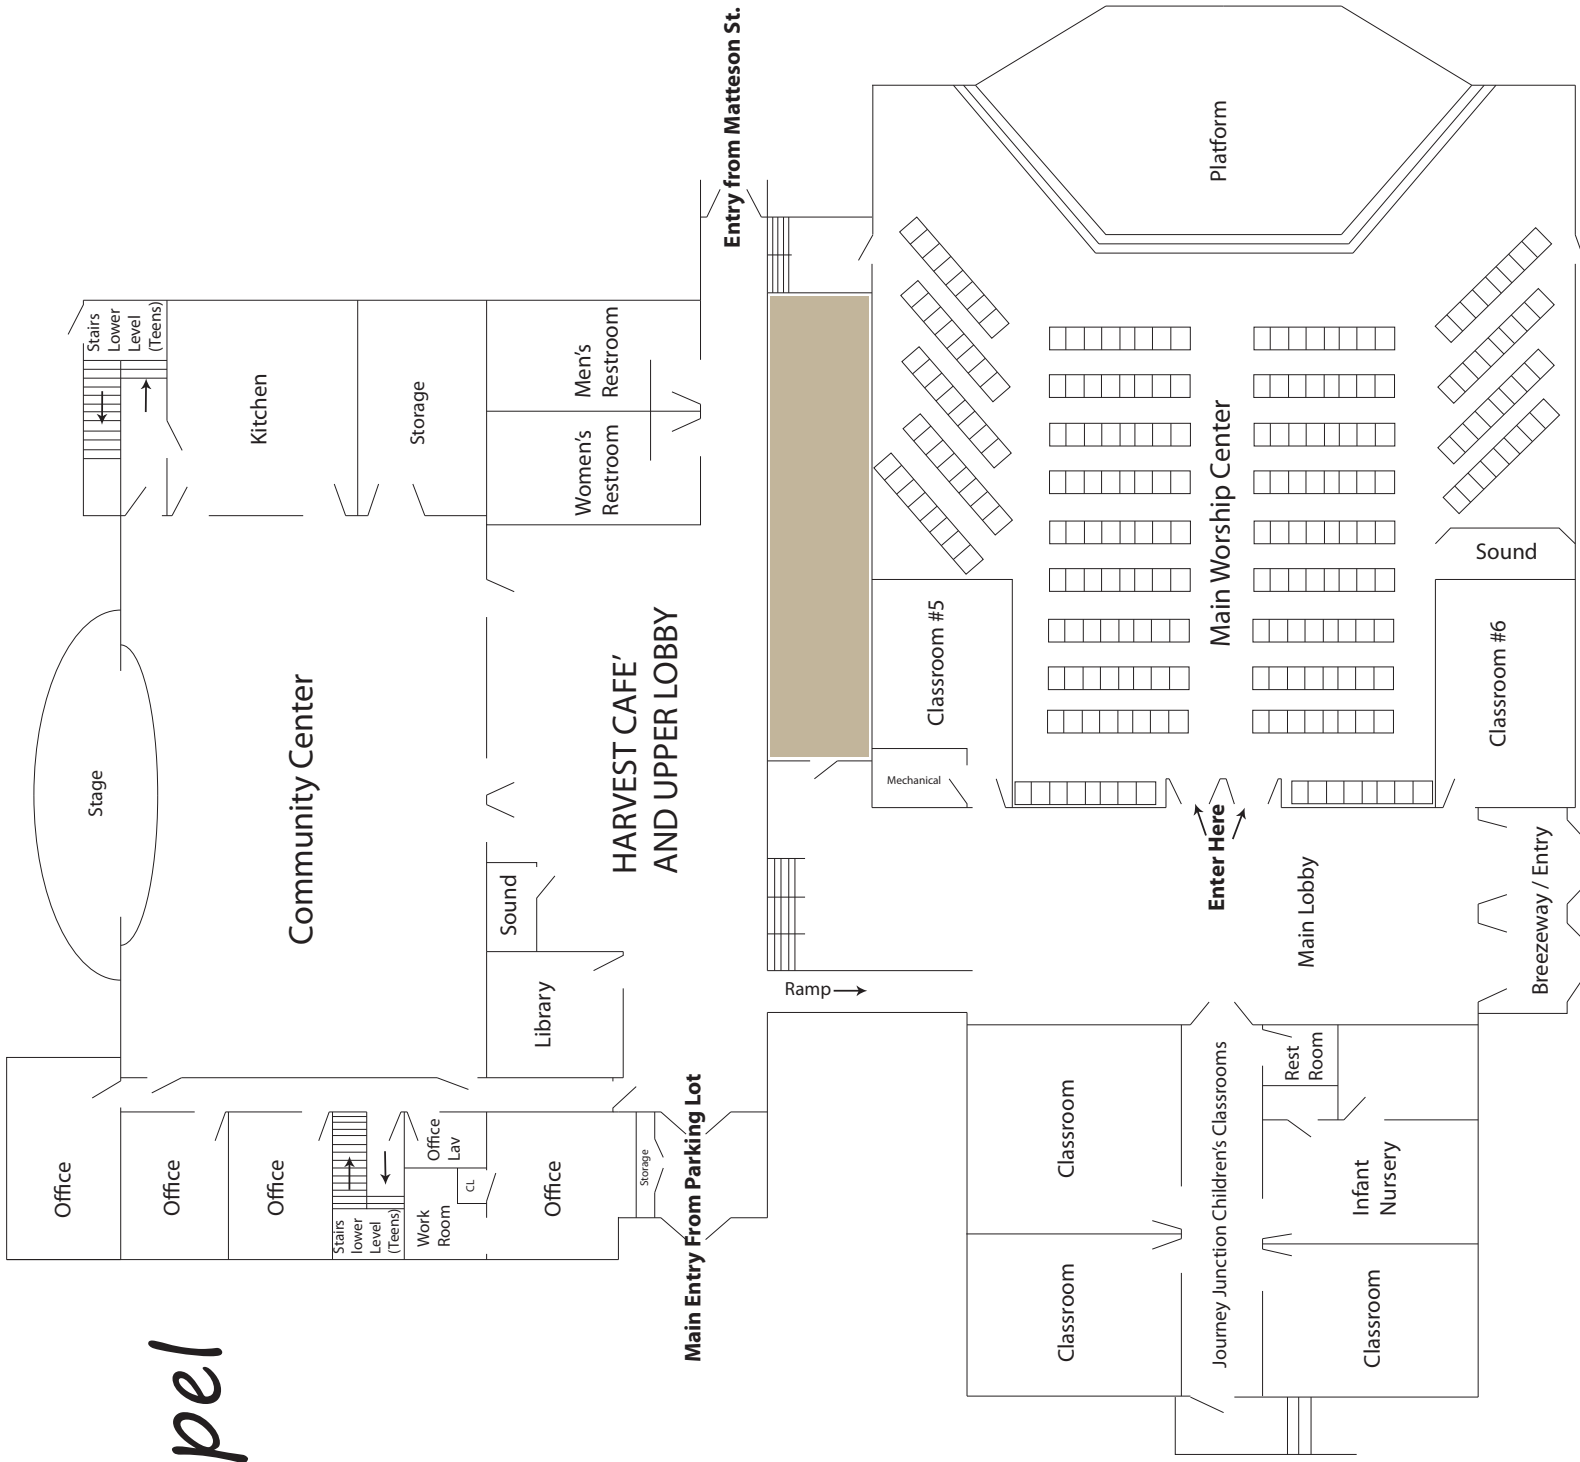 pel
Office
Office
Office
Stairs
lower
Level
(Teens)
Work
Room
Office
Lav
CL
Office
Storage
Main Entry From Parking Lot
Stage
Community Center
Library
Sound
HARVEST CAFE'
AND UPPER LOBBY
Stairs
Lower
Level
(Teens)
Kitchen
Storage
Women's
Restroom
Men's
Restroom
Entry from Matteson St.
Ramp
Mechanical
Classroom #5
Main Worship Center
Platform
Sound
Classroom #6
Enter Here
Main Lobby
Breezeway / Entry
Classroom
Classroom
Journey Junction Children's Classrooms
Rest
Room
Infant
Nursery
Classroom